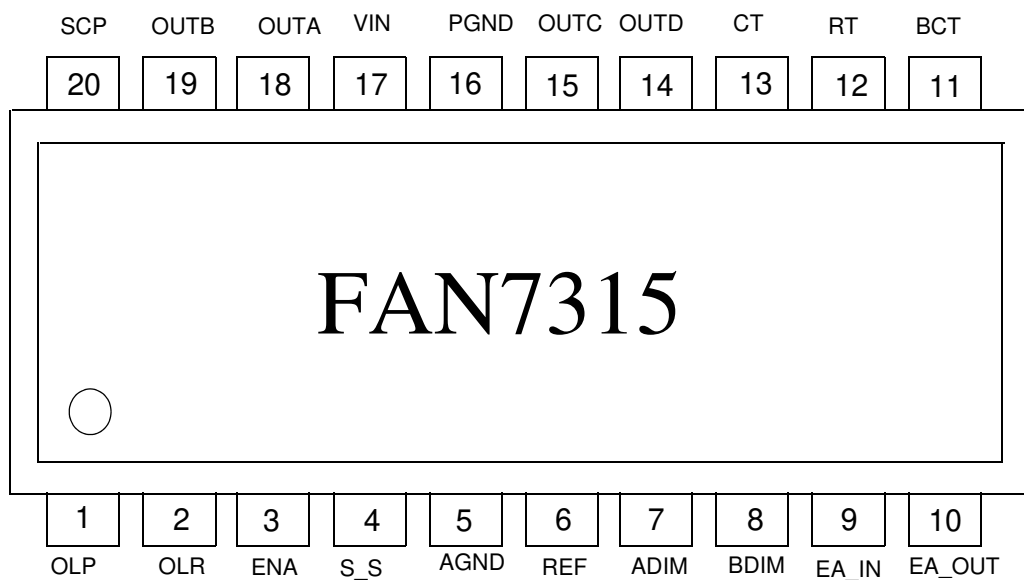 SCP OUTB OUTA VIN PGND OUTC OUTD CT RT BCT
20 19 18 17 16 15 14 13 12 11
FAN7315
1 2 3 4 5 6 7 8 9 10
OLP OLR ENA S_S AGND REF ADIM BDIM EA_IN EA_OUT